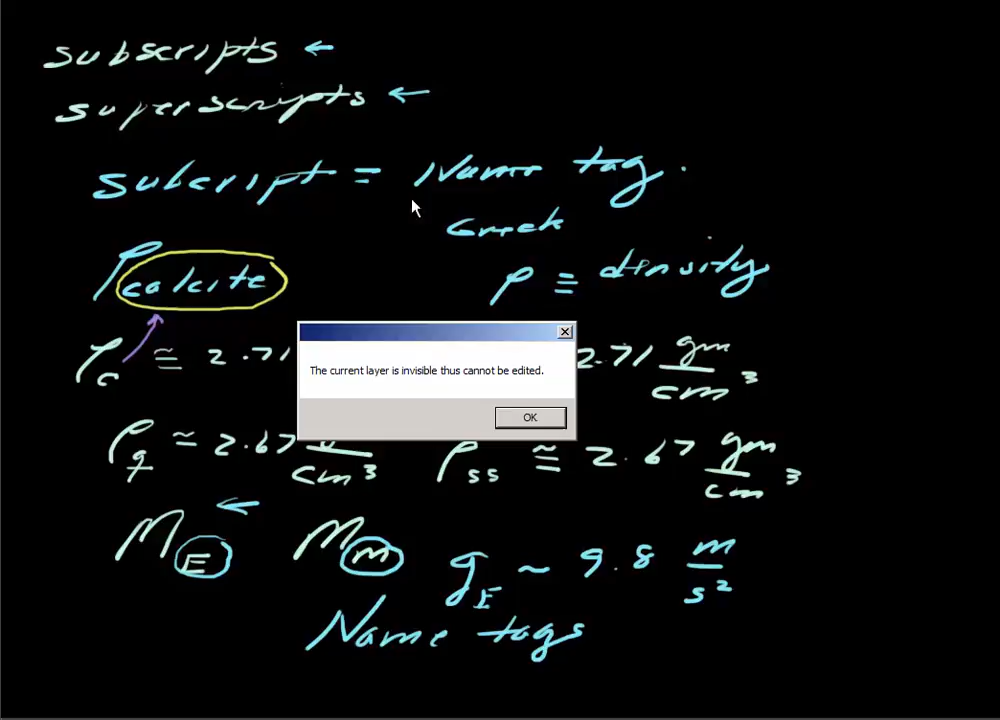 subscripts ←
superscripts ←
subcript = Name tag.
Greek
ρcalcite ρ ≡ density
ρc ≅ 2.71 2.71 gm/cm³
The current layer is invisible thus cannot be edited.
OK
ρq ≅ 2.67 /cm³ ρss ≅ 2.67 gm/cm³
ME ← Mm gE ~ 9.8 m/s²
Name tags